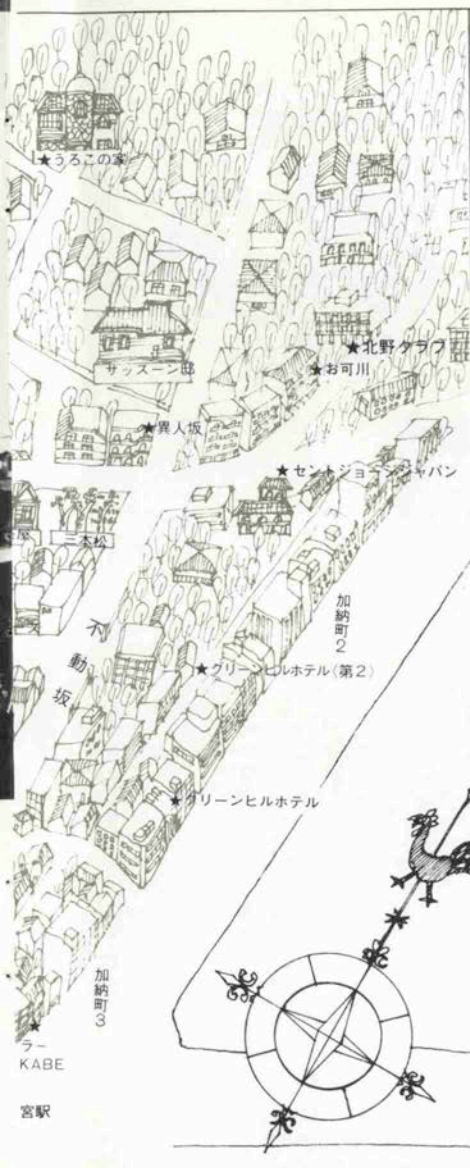 ★うろこの家
サッスーン邸
★北野クラブ
★お可川
★異人坂
★セントジョーンジャパン
三本松
加納町2
不動坂
★グリーンヒルホテル(第2)
★グリーンヒルホテル
加納町3
★
ラー
KABE
宮駅